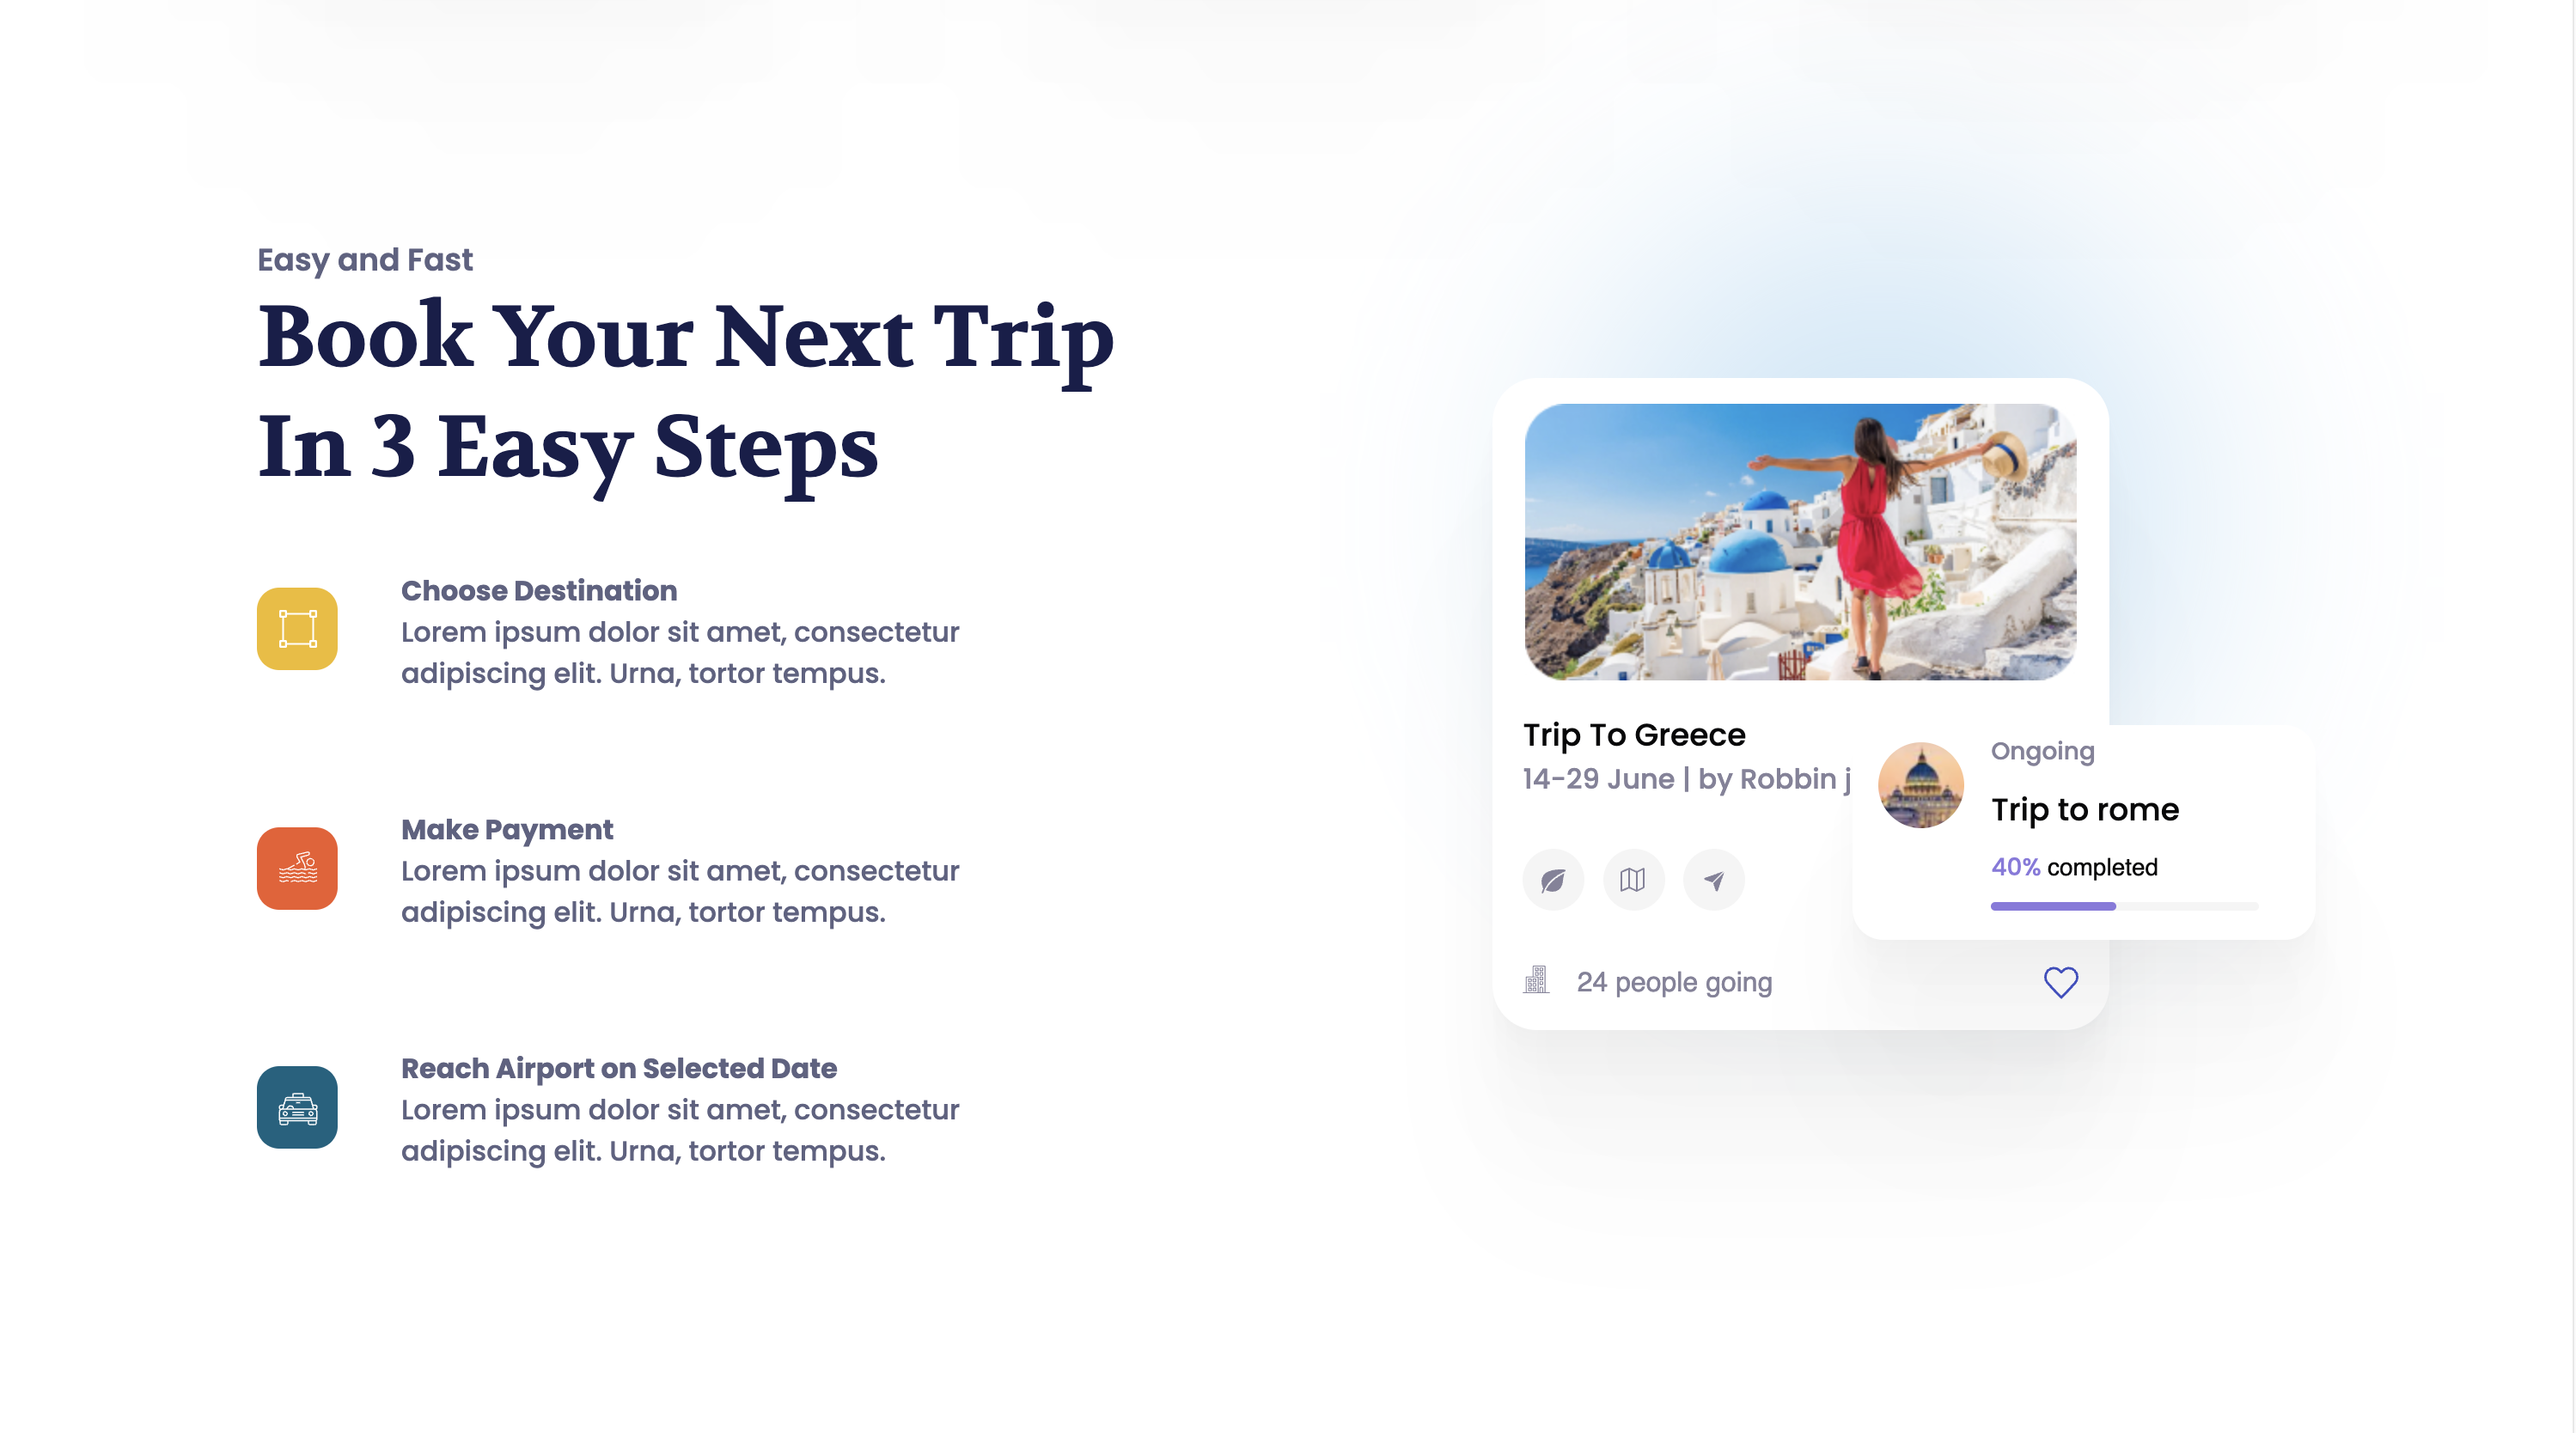 Easy and Fast
Book Your Next Trip
In 3 Easy Steps
Choose Destination
Lorem ipsum dolor sit amet, consectetur
adipiscing elit. Urna, tortor tempus.
Make Payment
Lorem ipsum dolor sit amet, consectetur
adipiscing elit. Urna, tortor tempus.
Reach Airport on Selected Date
Lorem ipsum dolor sit amet, consectetur
adipiscing elit. Urna, tortor tempus.
Trip To Greece
14-29 June | by Robbin j
24 people going
Ongoing
Trip to rome
40% completed